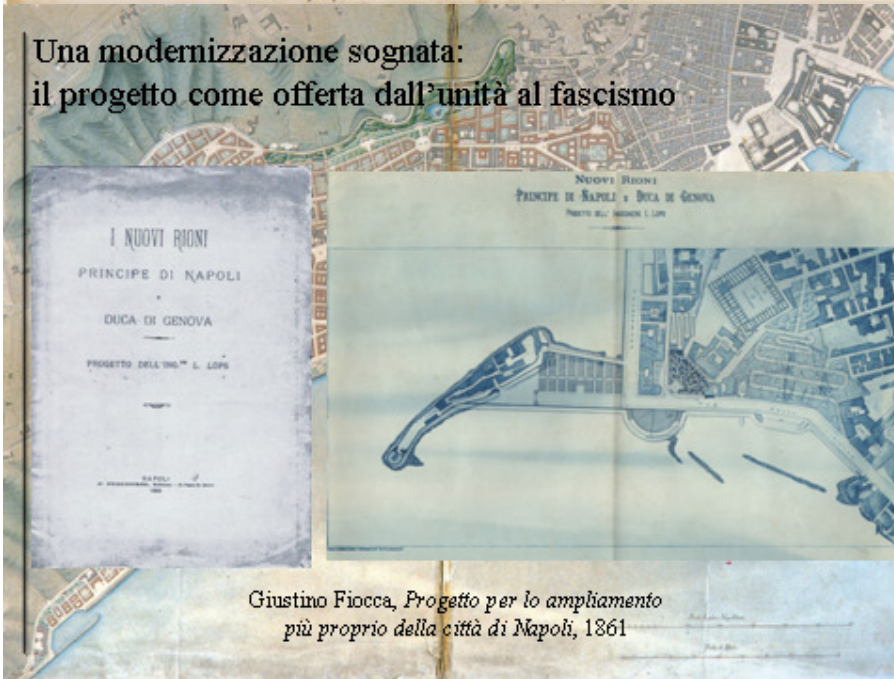 Una modernizzazione sognata:
il progetto come offerta dall'unità al fascismo
I NUOVI RIONI
PRINCIPE DI NAPOLI
E
DUCA DI GENOVA
PROGETTO DELL'ING.RE L. LOPS
NAPOLI
NUOVI RIONI
PRINCIPE DI NAPOLI E DUCA DI GENOVA
PROGETTO DELL' INGEGNERE L. LOPS
Giustino Fiocca, Progetto per lo ampliamento
più proprio della città di Napoli, 1861